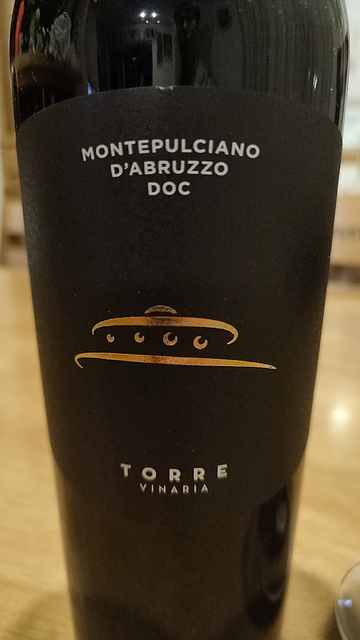 MONTEPULCIANO
D'ABRUZZO
DOC
TORRE
VINARIA